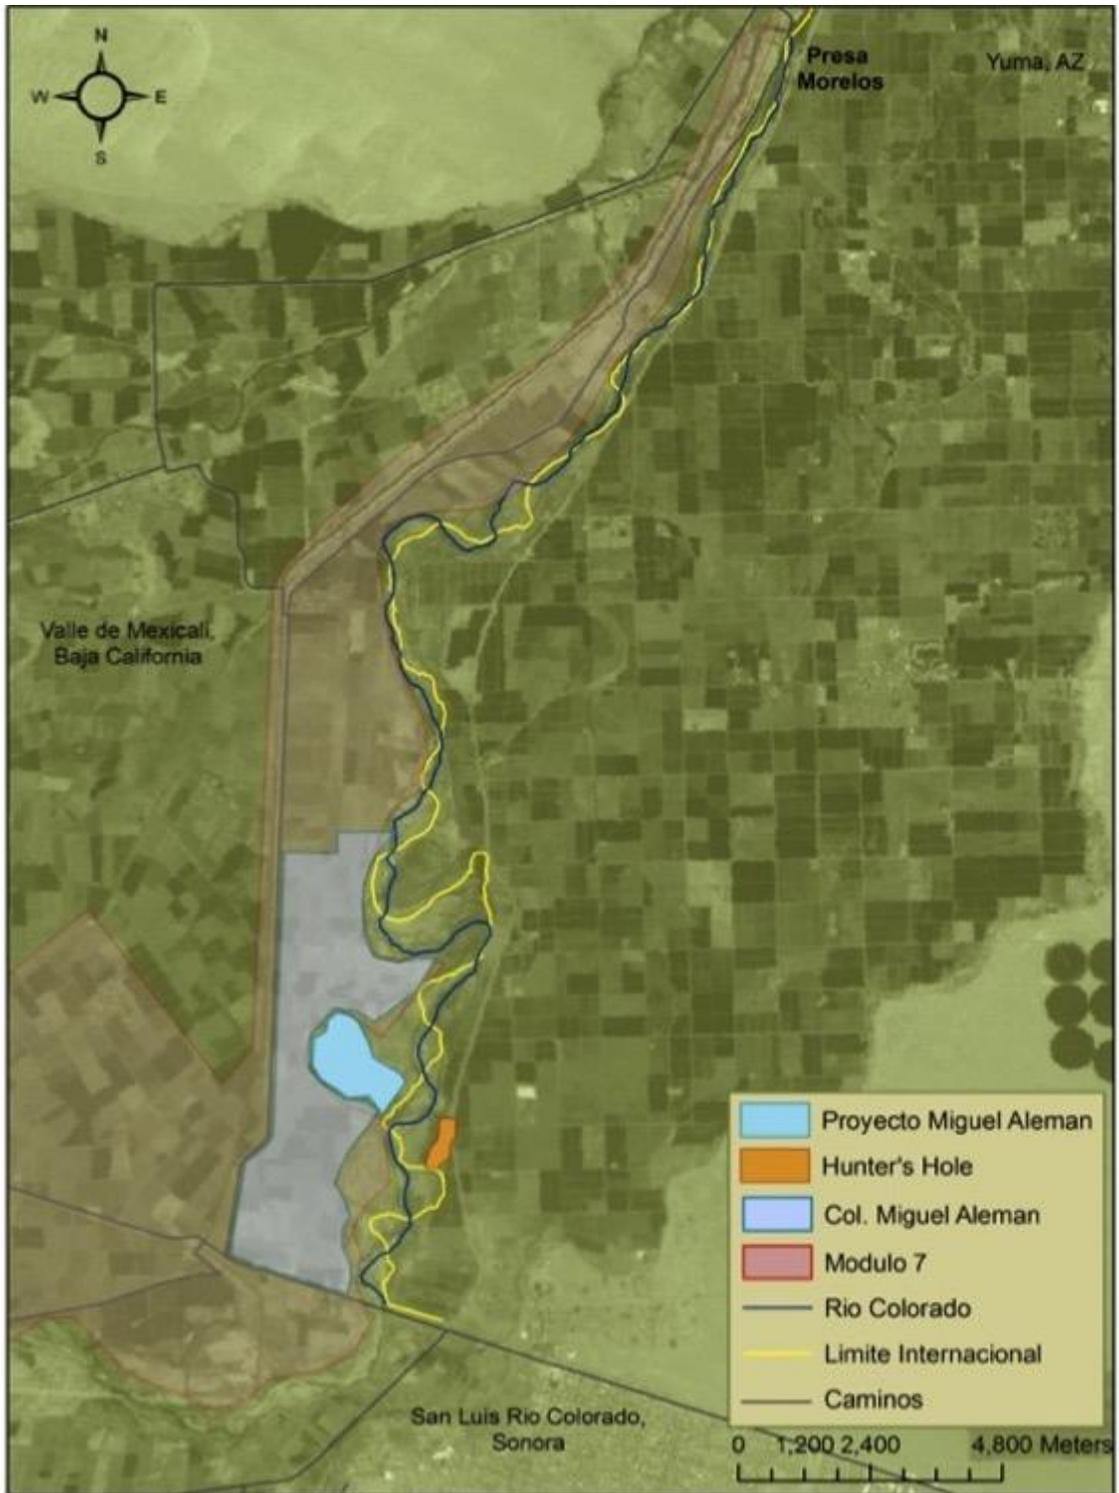 N
W
E
S
Presa
Morelos
Yuma, AZ
Valle de Mexicali,
Baja California
Proyecto Miguel Aleman
Hunter's Hole
Col. Miguel Aleman
Modulo 7
Rio Colorado
Limite Internacional
Caminos
San Luis Rio Colorado,
Sonora
0 1,200 2,400 4,800 Meters